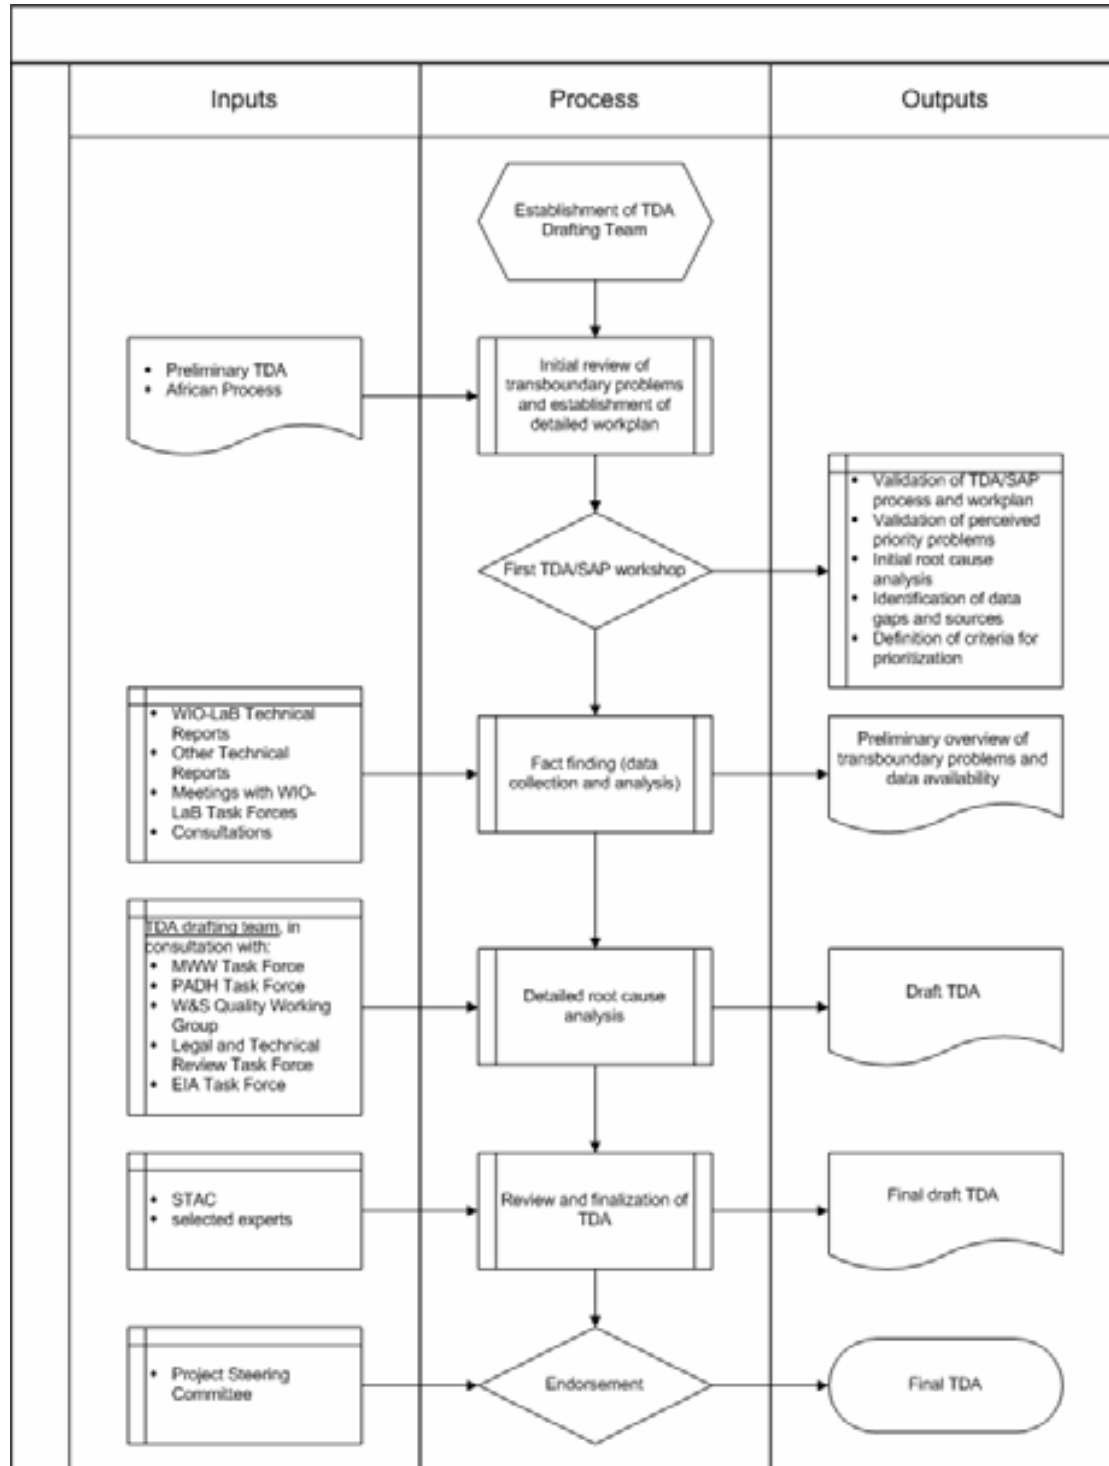 Inputs
Process
Outputs
Establishment of TDA
Drafting Team
• Preliminary TDA
• African Process
Initial review of
transboundary problems
and establishment of
detailed workplan
First TDA/SAP workshop
• Validation of TDA/SAP
process and workplan
• Validation of perceived
priority problems
• Initial root cause
analysis
• Identification of data
gaps and sources
• Definition of criteria for
prioritization
• WIO-LaB Technical
Reports
• Other Technical
Reports
• Meetings with WIO-
LaB Task Forces
• Consultations
Fact finding (data
collection and analysis)
Preliminary overview of
transboundary problems and
data availability
TDA drafting team, in
consultation with:
• MWW Task Force
• PADH Task Force
• W&S Quality Working
Group
• Legal and Technical
Review Task Force
• EIA Task Force
Detailed root cause
analysis
Draft TDA
• STAC
• selected experts
Review and finalization of
TDA
Final draft TDA
• Project Steering
Committee
Endorsement
Final TDA